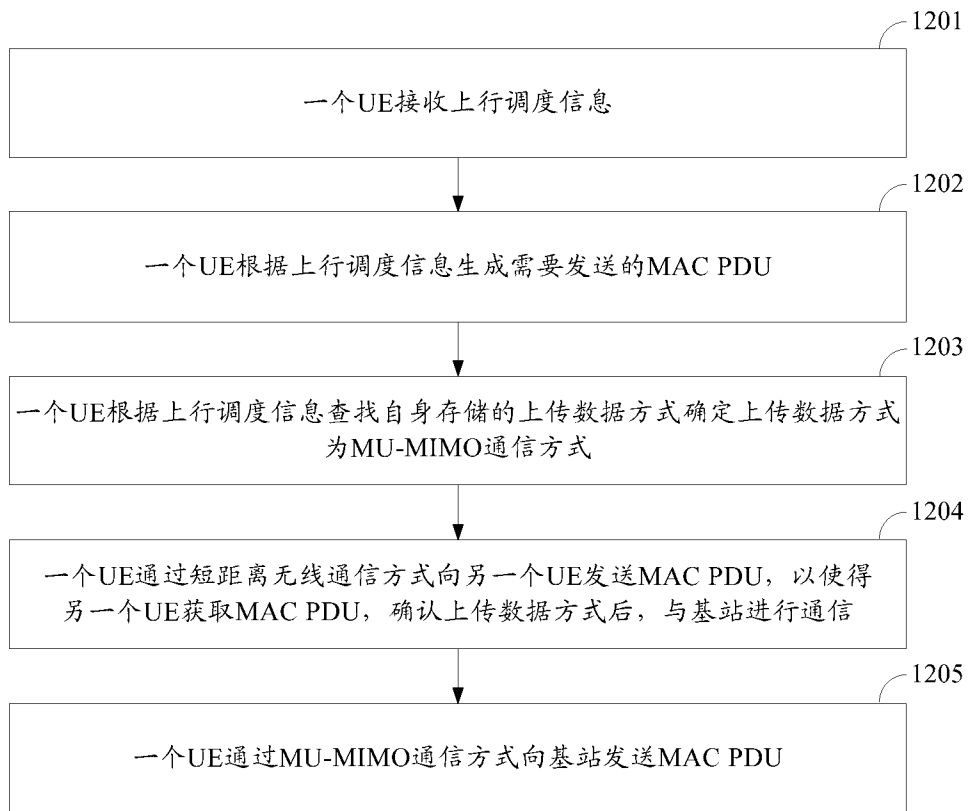 1201
一个UE接收上行调度信息
1202
一个UE根据上行调度信息生成需要发送的MAC PDU
1203
一个UE根据上行调度信息查找自身存储的上传数据方式确定上传数据方式
为MU-MIMO通信方式
1204
一个UE通过短距离无线通信方式向另一个UE发送MAC PDU，以使得
另一个UE获取MAC PDU，确认上传数据方式后，与基站进行通信
1205
一个UE通过MU-MIMO通信方式向基站发送MAC PDU